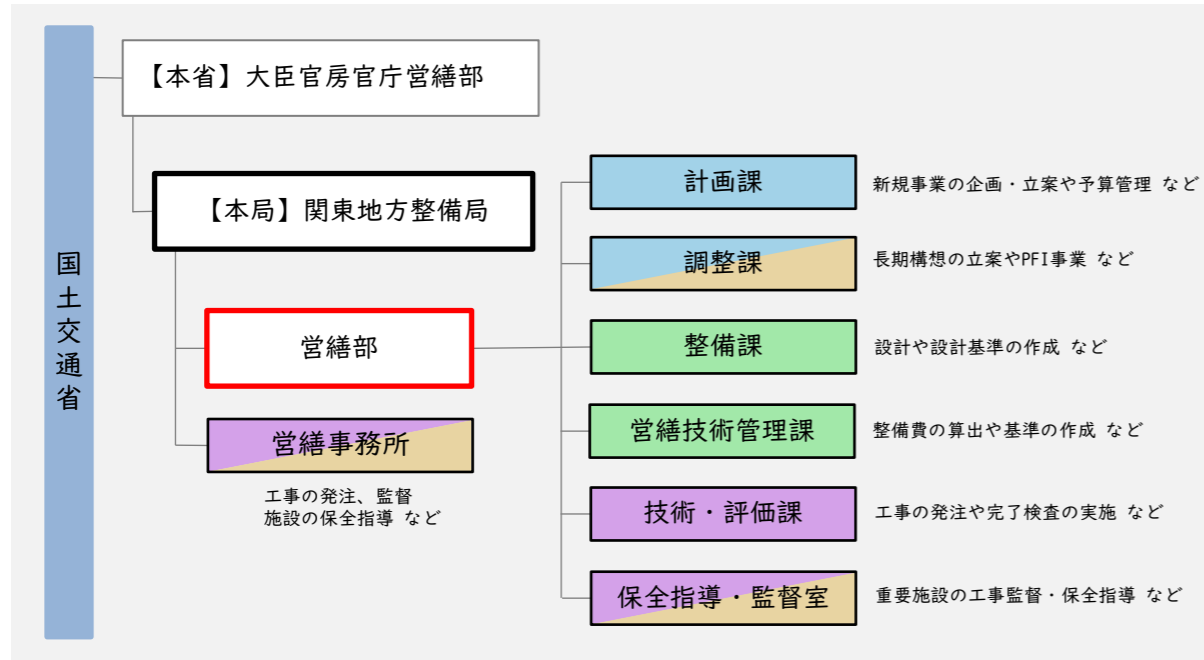 国土交通省
【本省】大臣官房官庁営繕部
【本局】関東地方整備局
営繕部
営繕事務所
工事の発注、監督
施設の保全指導 など
計画課
新規事業の企画・立案や予算管理 など
調整課
長期構想の立案やPFI事業 など
整備課
設計や設計基準の作成 など
営繕技術管理課
整備費の算出や基準の作成 など
技術・評価課
工事の発注や完了検査の実施 など
保全指導・監督室
重要施設の工事監督・保全指導 など